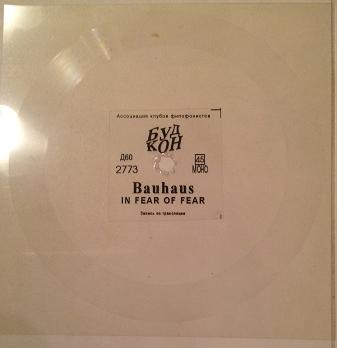 Ассоциация клубов филофонистов
БУД
КОН
Д60
2773
45
МОНО
Bauhaus
IN FEAR OF FEAR
Запись из трансляции